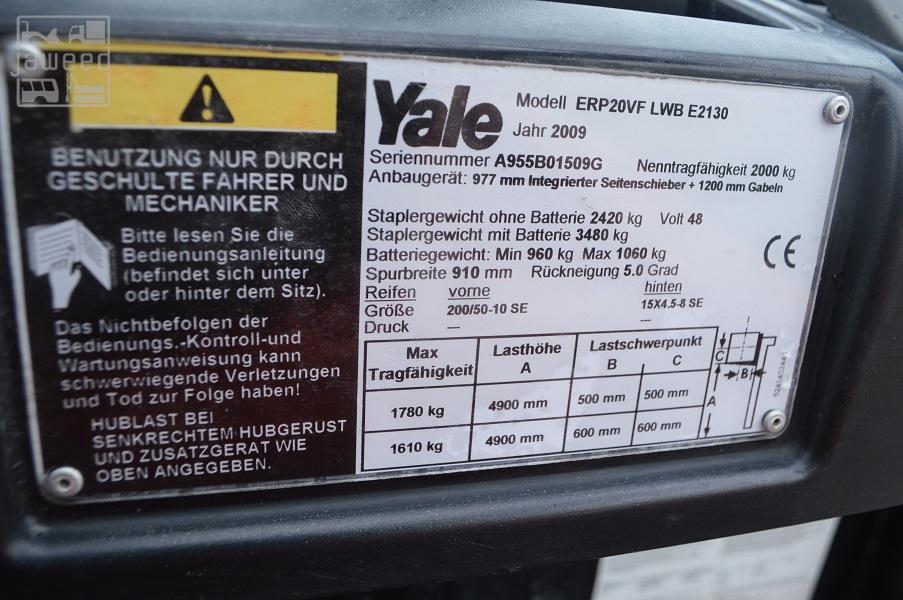 jaweed
BENUTZUNG NUR DURCH
GESCHULTE FAHRER UND
MECHANIKER
Bitte lesen Sie die
Bedienungsanleitung
(befindet sich unter
oder hinter dem Sitz).
Das Nichtbefolgen der
Bedienungs.-Kontroll-und
Wartungsanweisung kann
schwerwiegende Verletzungen
und Tod zur Folge haben!
HUBLAST BEI
SENKRECHTEM HUBGERUST
UND ZUSATZGERAT WIE
OBEN ANGEGEBEN.
Yale Modell ERP20VF LWB E2130
Jahr 2009
Seriennummer A955B01509G Nenntragfähigkeit 2000 kg
Anbaugerät: 977 mm Integrierter Seitenschieber + 1200 mm Gabeln
Staplergewicht ohne Batterie 2420 kg Volt 48
Staplergewicht mit Batterie 3480 kg
Batteriegewicht: Min 960 kg Max 1060 kg
Spurbreite 910 mm Rückneigung 5.0 Grad
CE
Reifen vorne hinten
Größe 200/50-10 SE 15X4.5-8 SE
Druck --- ---
Max Tragfähigkeit Lasthöhe A Lastschwerpunkt B C
1780 kg 4900 mm 500 mm 500 mm
1610 kg 4900 mm 600 mm 600 mm
C
B
A